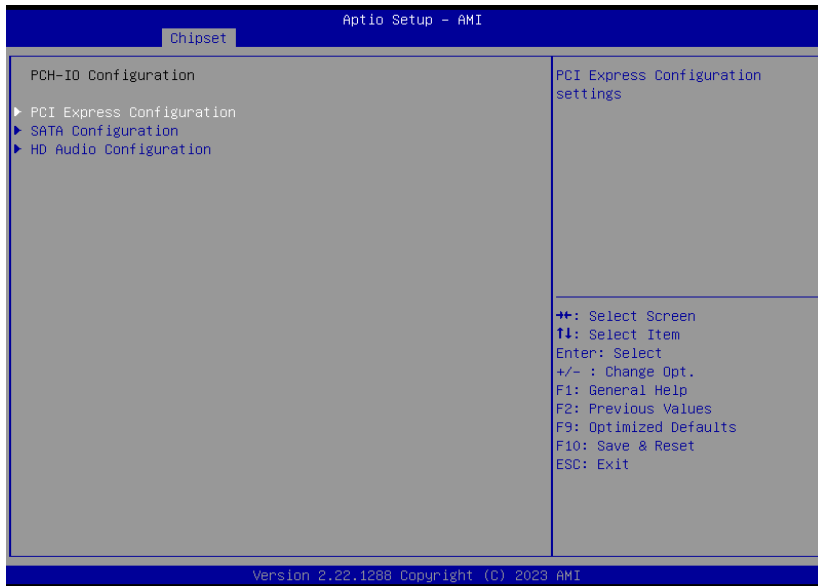 Aptio Setup – AMI
Chipset
PCH-IO Configuration
▶ PCI Express Configuration
▶ SATA Configuration
▶ HD Audio Configuration
PCI Express Configuration
settings
→←: Select Screen
↑↓: Select Item
Enter: Select
+/- : Change Opt.
F1: General Help
F2: Previous Values
F9: Optimized Defaults
F10: Save & Reset
ESC: Exit
Version 2.22.1288 Copyright (C) 2023 AMI